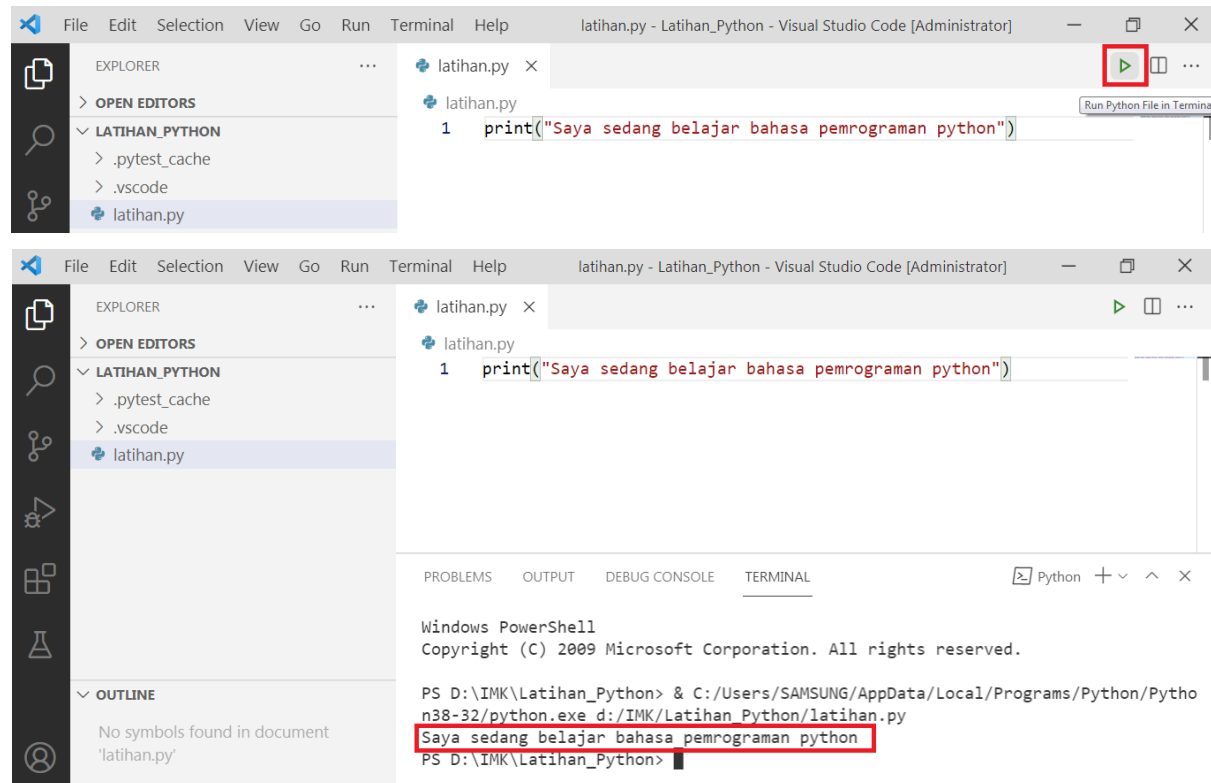 File Edit Selection View Go Run Terminal Help latihan.py - Latihan_Python - Visual Studio Code [Administrator]
EXPLORER ... latihan.py
OPEN EDITORS latihan.py
Run Python File in Termina
LATIHAN_PYTHON 1 print("Saya sedang belajar bahasa pemrograman python")
.pytest_cache
.vscode
latihan.py
File Edit Selection View Go Run Terminal Help latihan.py - Latihan_Python - Visual Studio Code [Administrator]
EXPLORER ... latihan.py
OPEN EDITORS latihan.py
LATIHAN_PYTHON 1 print("Saya sedang belajar bahasa pemrograman python")
.pytest_cache
.vscode
latihan.py
PROBLEMS OUTPUT DEBUG CONSOLE TERMINAL Python
Windows PowerShell
Copyright (C) 2009 Microsoft Corporation. All rights reserved.
PS D:\IMK\Latihan_Python> & C:/Users/SAMSUNG/AppData/Local/Programs/Python/Pytho
n38-32/python.exe d:/IMK/Latihan_Python/latihan.py
Saya sedang belajar bahasa pemrograman python
PS D:\IMK\Latihan_Python>
OUTLINE
No symbols found in document
'latihan.py'